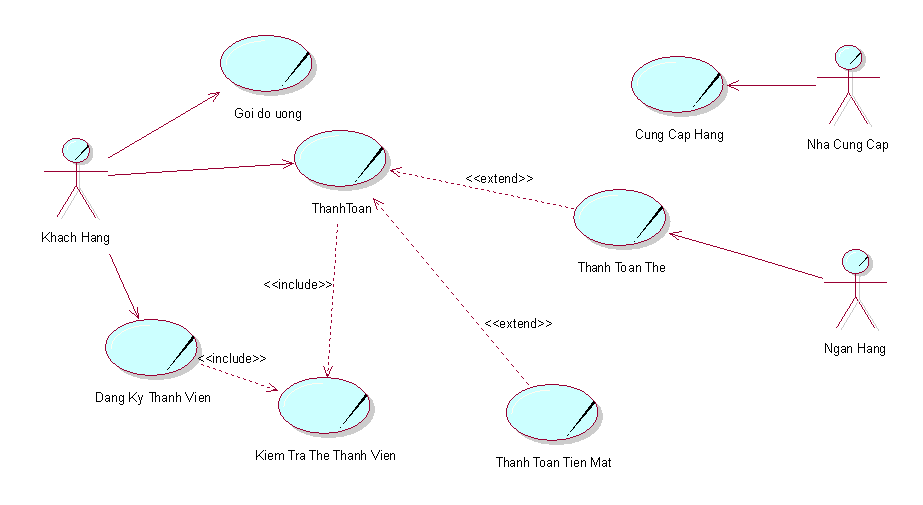 Goi do uong
Cung Cap Hang
Nha Cung Cap
<<extend>>
ThanhToan
Khach Hang
Thanh Toan The
<<include>>
<<extend>>
Ngan Hang
<<include>>
Dang Ky Thanh Vien
Kiem Tra The Thanh Vien
Thanh Toan Tien Mat